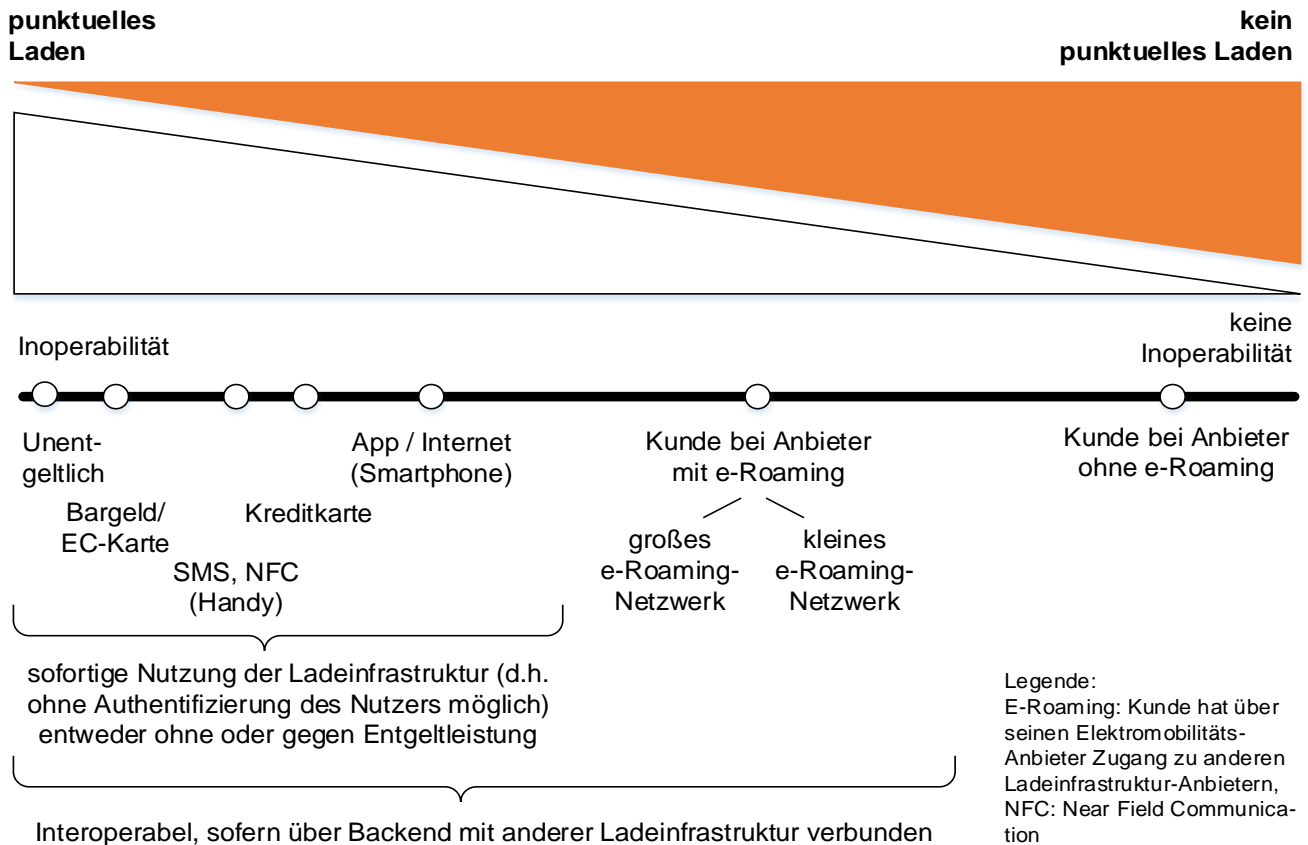 punktuelles
Laden
kein
punktuelles Laden
Inoperabilität
keine
Inoperabilität
Unent-
geltlich
Bargeld/
EC-Karte
SMS, NFC
(Handy)
Kreditkarte
App / Internet
(Smartphone)
Kunde bei Anbieter
mit e-Roaming
großes
e-Roaming-
Netzwerk
kleines
e-Roaming-
Netzwerk
Kunde bei Anbieter
ohne e-Roaming
sofortige Nutzung der Ladeinfrastruktur (d.h.
ohne Authentifizierung des Nutzers möglich)
entweder ohne oder gegen Entgeltleistung
Interoperabel, sofern über Backend mit anderer Ladeinfrastruktur verbunden
Legende:
E-Roaming: Kunde hat über
seinen Elektromobilitäts-
Anbieter Zugang zu anderen
Ladeinfrastruktur-Anbietern,
NFC: Near Field Communica-
tion